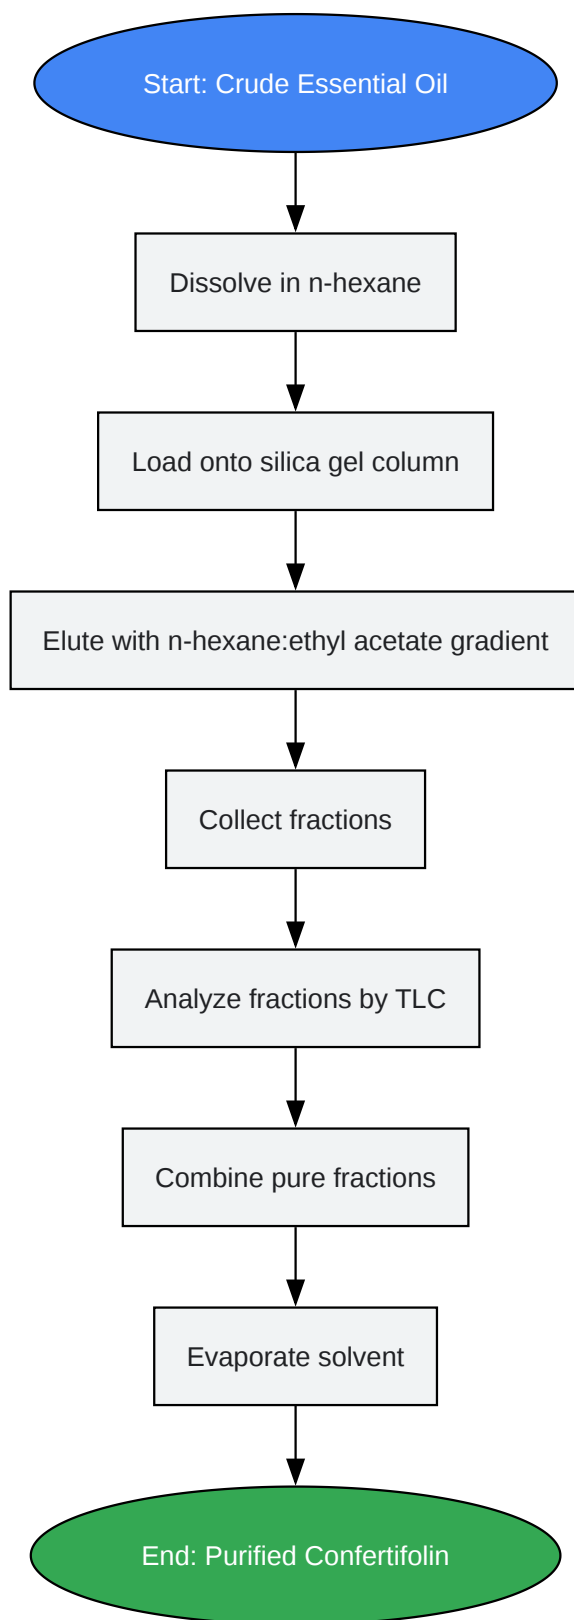 Start: Crude Essential Oil
Dissolve in n-hexane
Load onto silica gel column
Elute with n-hexane:ethyl acetate gradient
Collect fractions
Analyze fractions by TLC
Combine pure fractions
Evaporate solvent
End: Purified Confertifolin